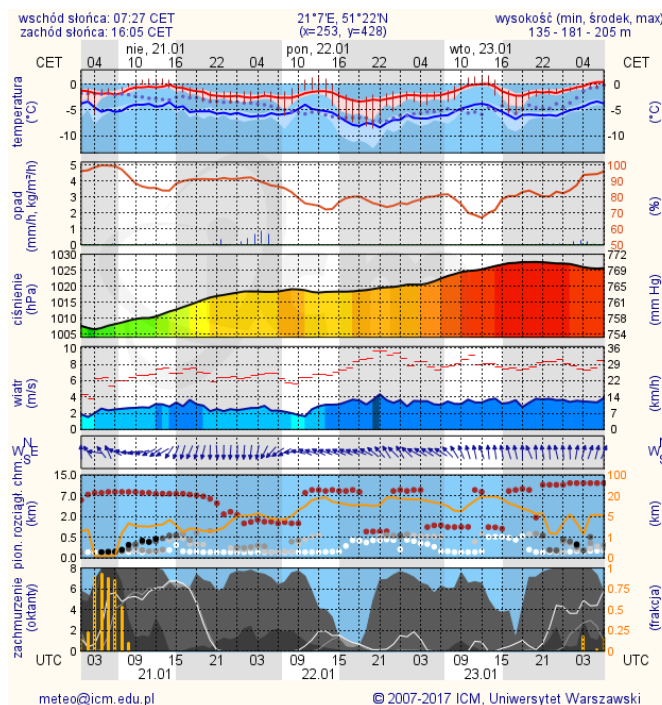 wschód słońca: 07:27 CET 21°7'E, 51°22'N wysokość (min, środek, max)
zachód słońca: 16:05 CET (x=253, y=428) 135 - 181 - 205 m
nie, 21.01 pon, 22.01 wto, 23.01
CET 04 10 16 22 04 10 16 22 04 10 16 22 04 CET
temperatura (°C)
0 -5 -10
0 -5 -10
(°C)
opad (mm/h, kg/m²/h)
5 4 3 2 1 0
100 90 80 70 60 50
(%)
ciśnienie (hPa)
1030 1025 1020 1015 1010 1005
772 769 765 761 758 754
(mm Hg)
wiatr (m/s)
10 8 6 4 2 0
36 29 22 14 7 0
(km/h)
N W E S
N W S
pion. rozciągł. chm. (km)
15.0 7.0 2.0 0.5 0.0
100 20 5 1 0
(km)
zachmurzenie (oktanty)
8 6 4 2 0
1 0.75 0.5 0.25 0
(frakcja)
UTC 03 09 15 21 03 09 15 21 03 09 15 21 03 UTC
21.01 22.01 23.01
meteo@icm.edu.pl © 2007-2017 ICM, Uniwersytet Warszawski